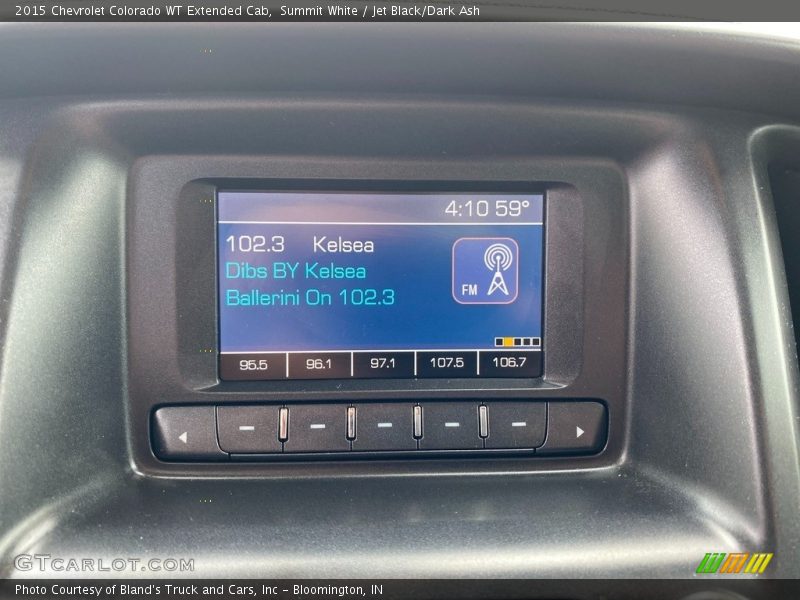 2015 Chevrolet Colorado WT Extended Cab,  Summit White / Jet Black/Dark Ash
4:10 59°
102.3 Kelsea
Dibs BY Kelsea
Ballerini On 102.3
FM
95.5 96.1 97.1 107.5 106.7
GTCARLOT.COM
Photo Courtesy of Bland's Truck and Cars, Inc - Bloomington, IN